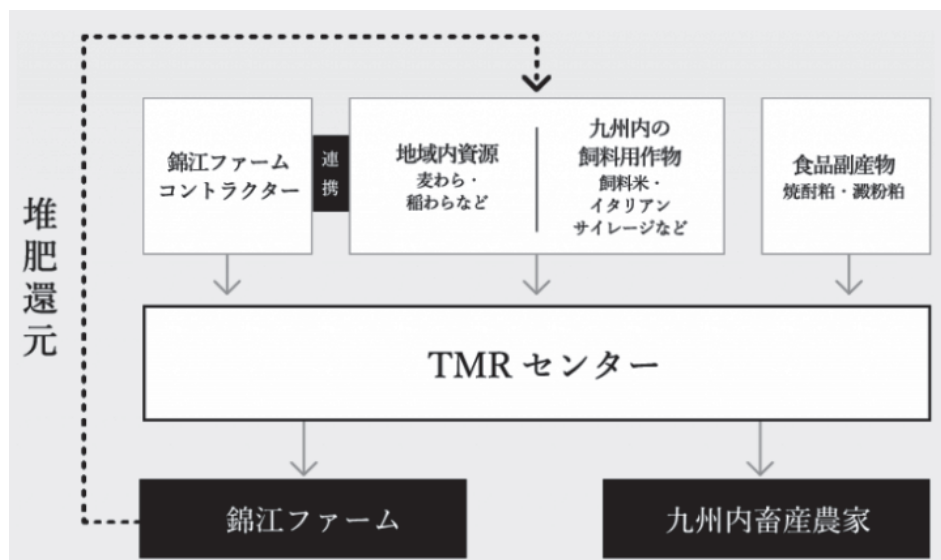 堆肥還元
錦江ファーム
コントラクター
連携
地域内資源
麦わら・
稲わらなど
九州内の
飼料用作物
飼料米・
イタリアン
サイレージなど
食品副産物
焼酎粕・澱粉粕
TMR センター
錦江ファーム
九州内畜産農家